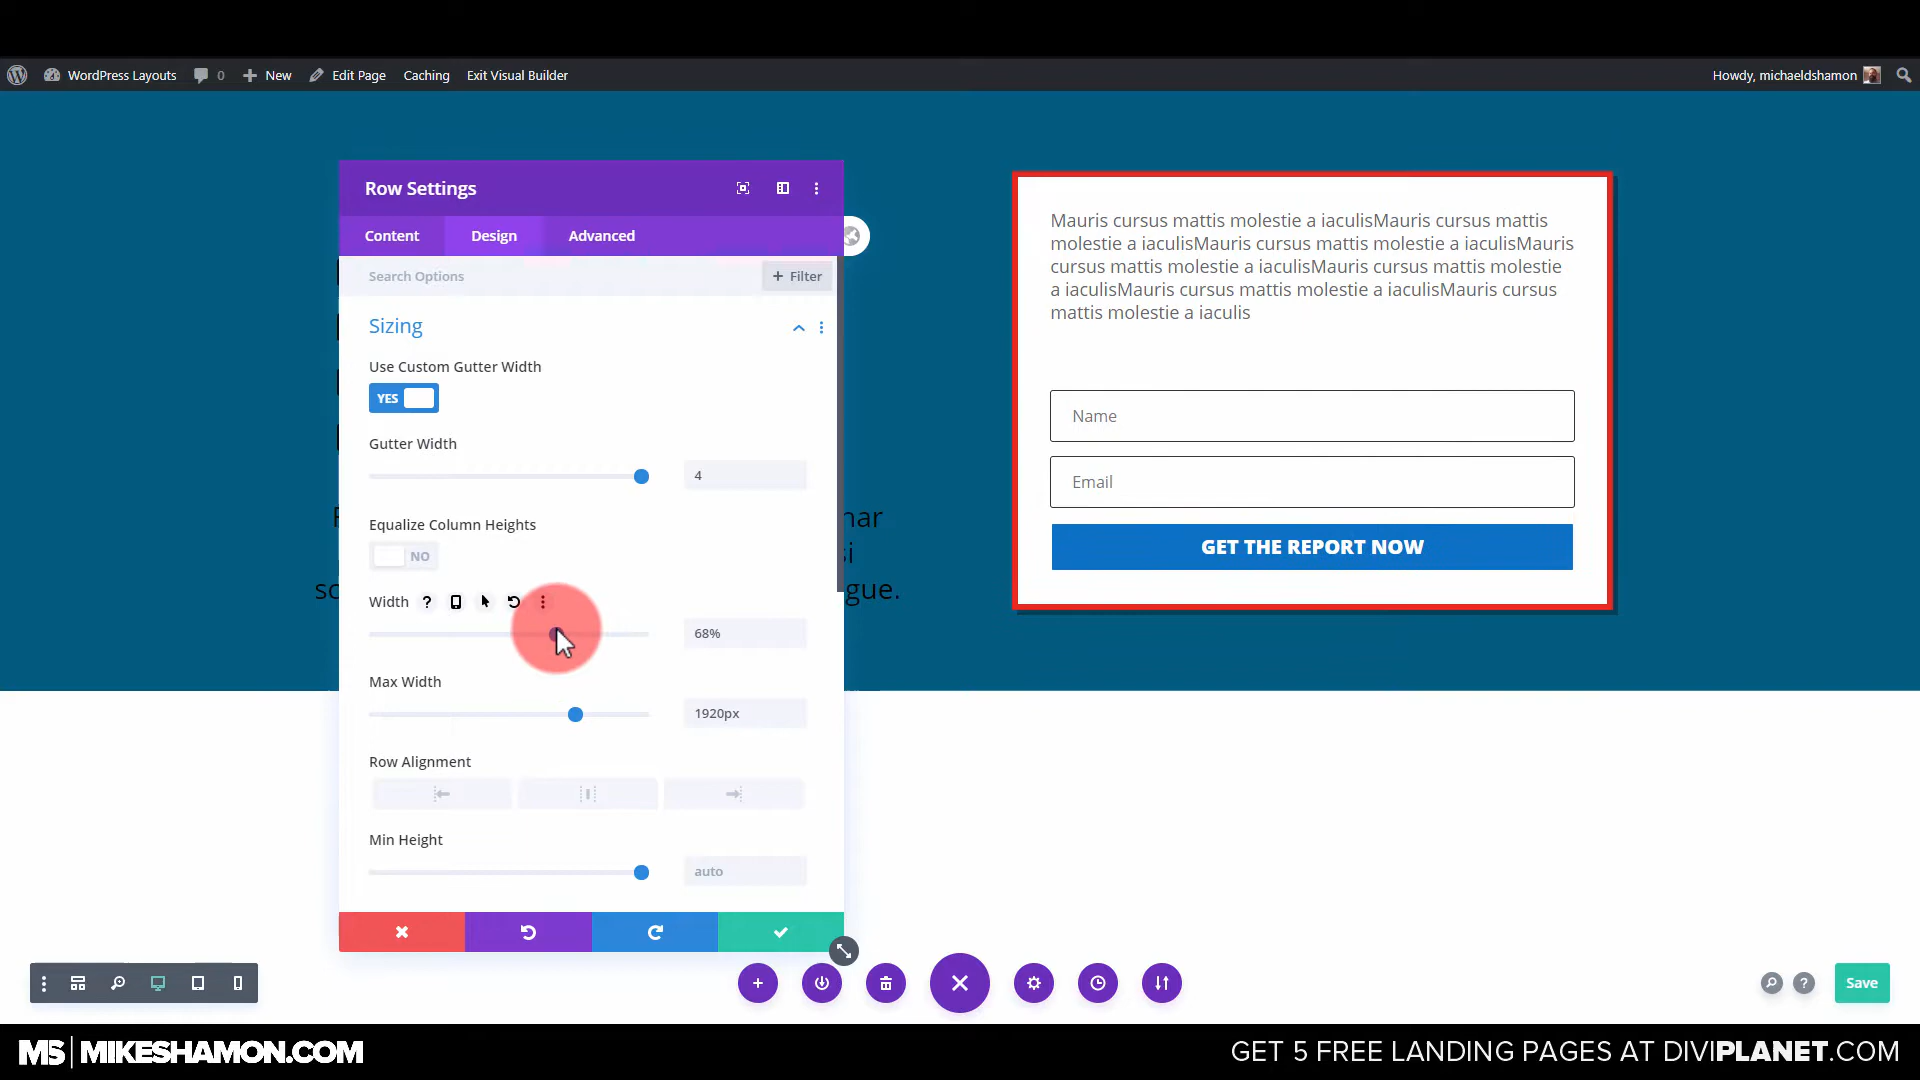 WordPress Layouts 0 New Edit Page Caching Exit Visual Builder Howdy, michaeldshamon
Row Settings
Content Design Advanced
Search Options Filter
Sizing
Use Custom Gutter Width
YES
Gutter Width
4
Equalize Column Heights
NO
Width ?
68%
Max Width
1920px
Row Alignment
Min Height
auto
Mauris cursus mattis molestie a iaculisMauris cursus mattis
molestie a iaculisMauris cursus mattis molestie a iaculisMauris
cursus mattis molestie a iaculisMauris cursus mattis molestie
a iaculisMauris cursus mattis molestie a iaculisMauris cursus
mattis molestie a iaculis
Name
Email
GET THE REPORT NOW
? Save
MS MIKESHAMON.COM GET 5 FREE LANDING PAGES AT DIVIPLANET.COM